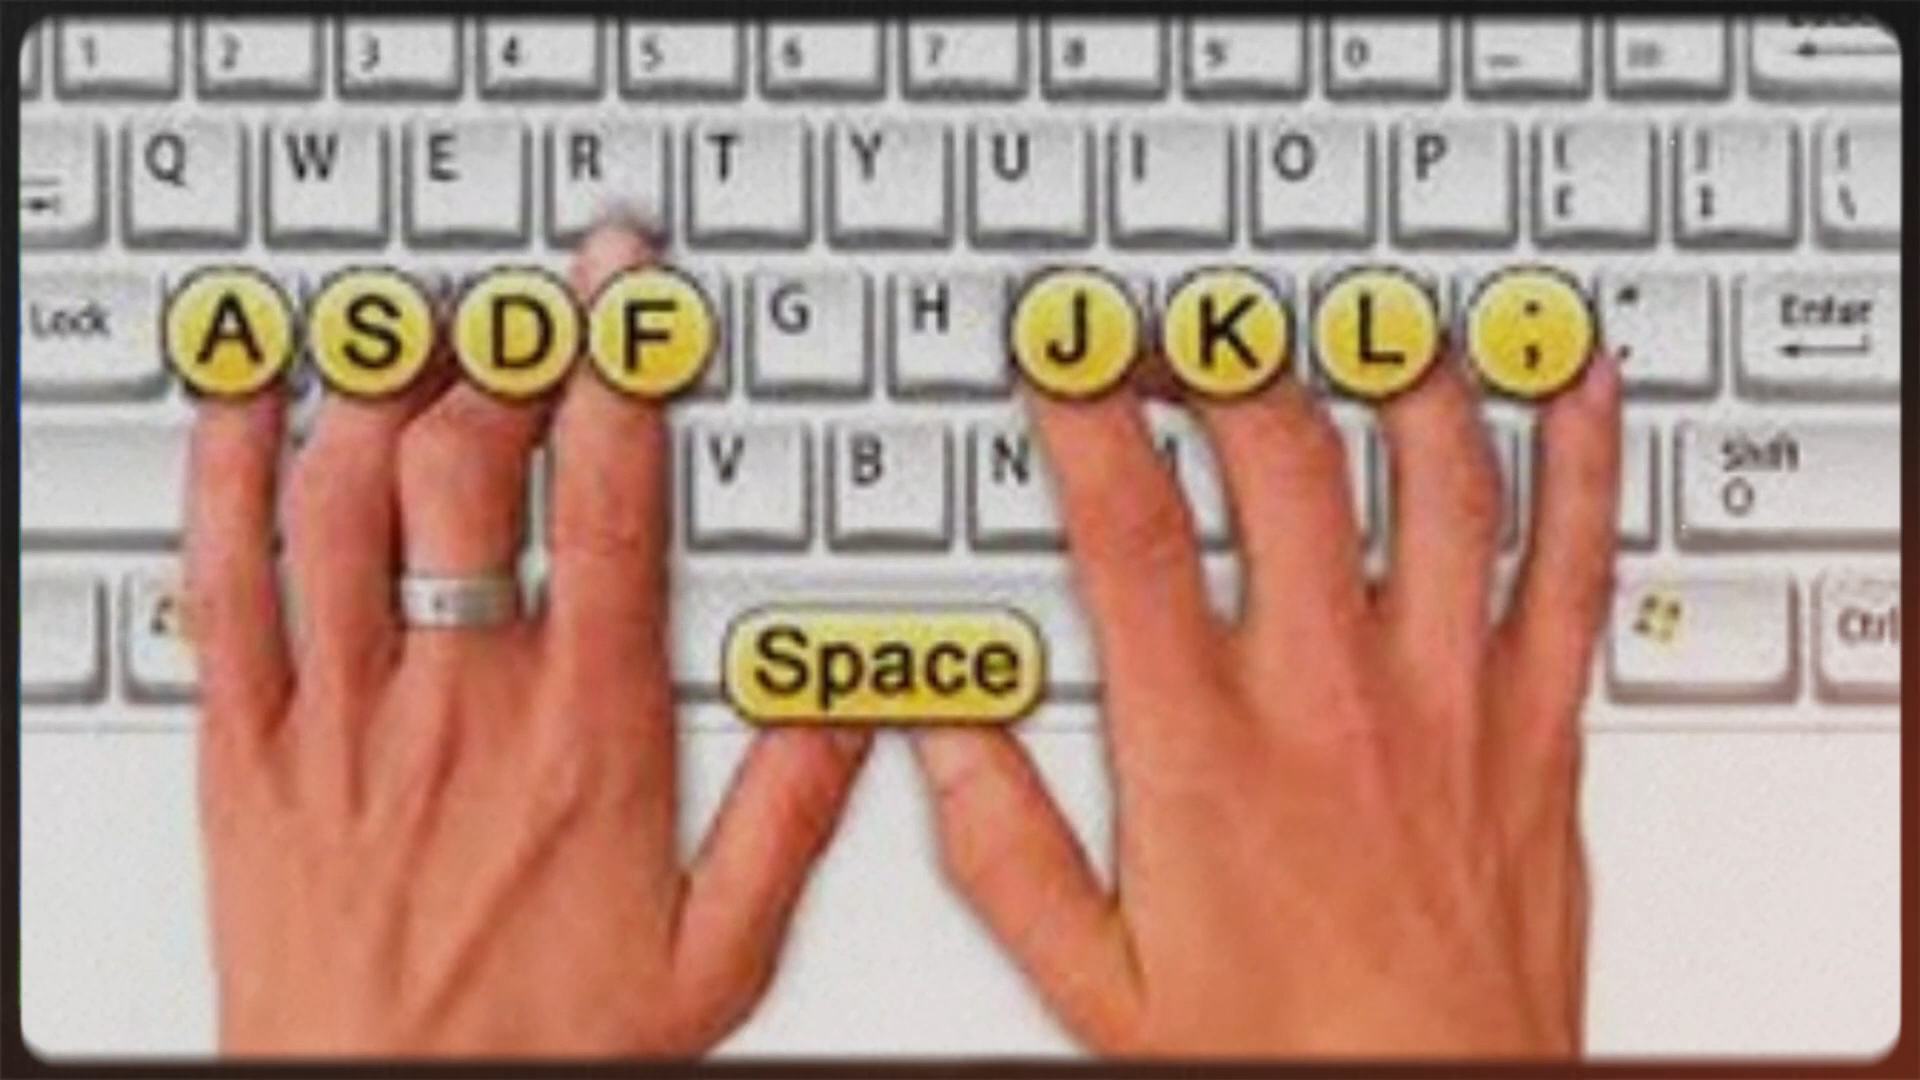 1 2 3 4 5 6 7 8 9 0
Q W E R T Y U I O P [ ]
Lock A S D F G H J K L ; Enter
V B N Shift
Space
Ctrl